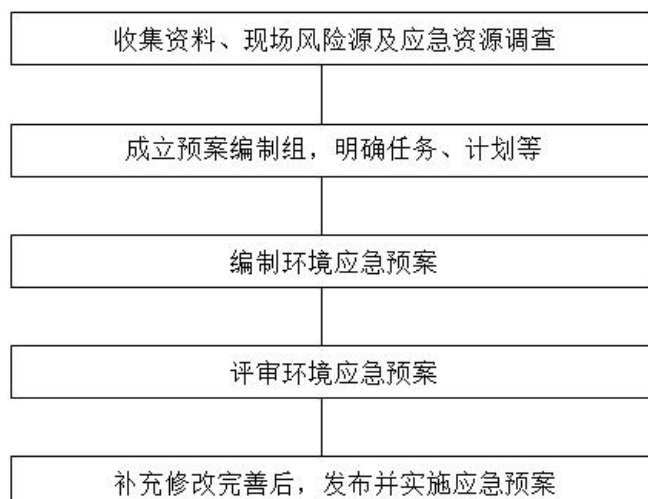 收集资料、现场风险源及应急资源调查
成立预案编制组，明确任务、计划等
编制环境应急预案
评审环境应急预案
补充修改完善后，发布并实施应急预案